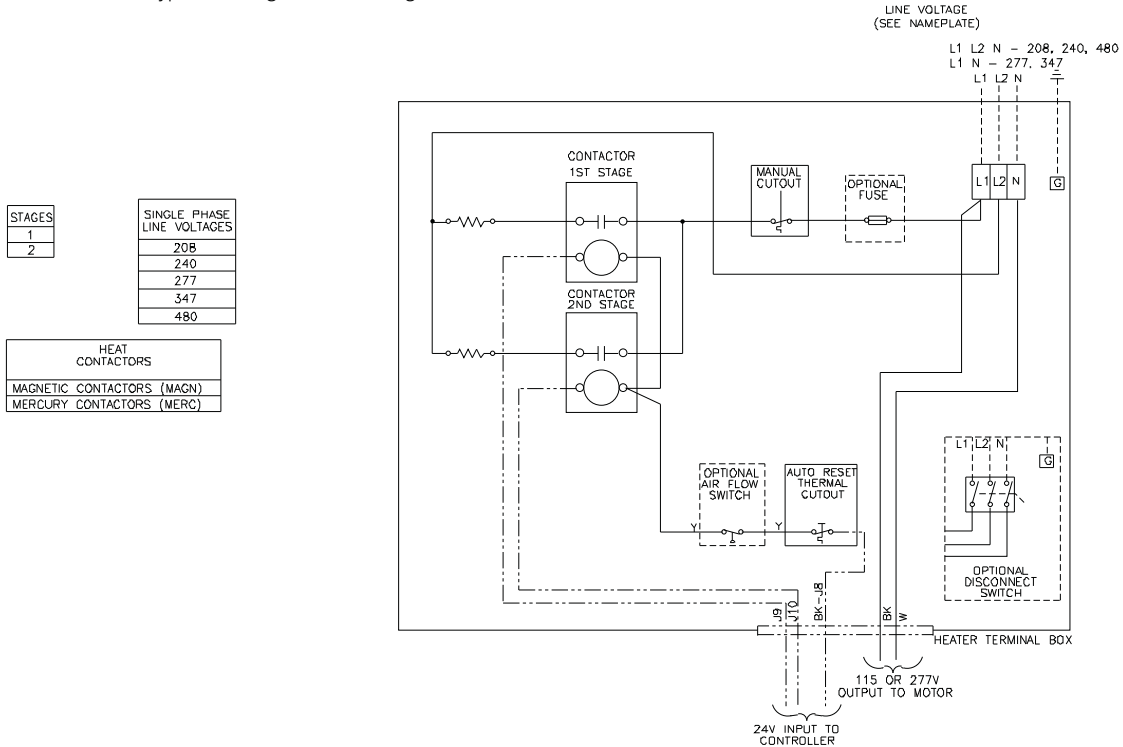 LINE VOLTAGE
(SEE NAMEPLATE)
L1 L2 N – 208, 240, 480
L1 N – 277, 347
L1 L2 N
CONTACTOR
1ST STAGE
MANUAL
CUTOUT
OPTIONAL
FUSE
L1 L2 N
G
STAGES
1
2
SINGLE PHASE
LINE VOLTAGES
208
240
277
347
480
CONTACTOR
2ND STAGE
HEAT
CONTACTORS
MAGNETIC CONTACTORS (MAGN)
MERCURY CONTACTORS (MERC)
L1 L2 N
G
OPTIONAL
AIR FLOW
SWITCH
AUTO RESET
THERMAL
CUTOUT
Y
Y
OPTIONAL
DISCONNECT
SWITCH
J9
J10
BK-J8
BK
W
HEATER TERMINAL BOX
115 OR 277V
OUTPUT TO MOTOR
24V INPUT TO
CONTROLLER